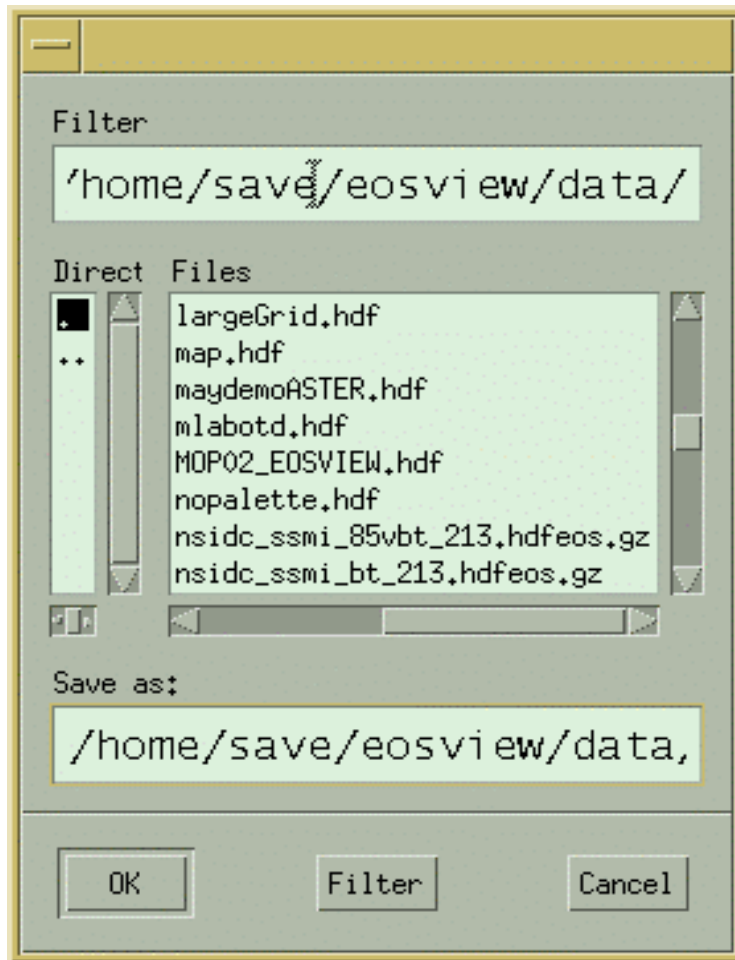 Filter
/home/save/eosview/data/
Direct Files
.
..
largeGrid.hdf
map.hdf
maydemoASTER.hdf
mlabotd.hdf
MOP02_EOSVIEW.hdf
nopalette.hdf
nsidc_ssmi_85vbt_213.hdfeos.gz
nsidc_ssmi_bt_213.hdfeos.gz
Save as:
/home/save/eosview/data/
OK Filter Cancel